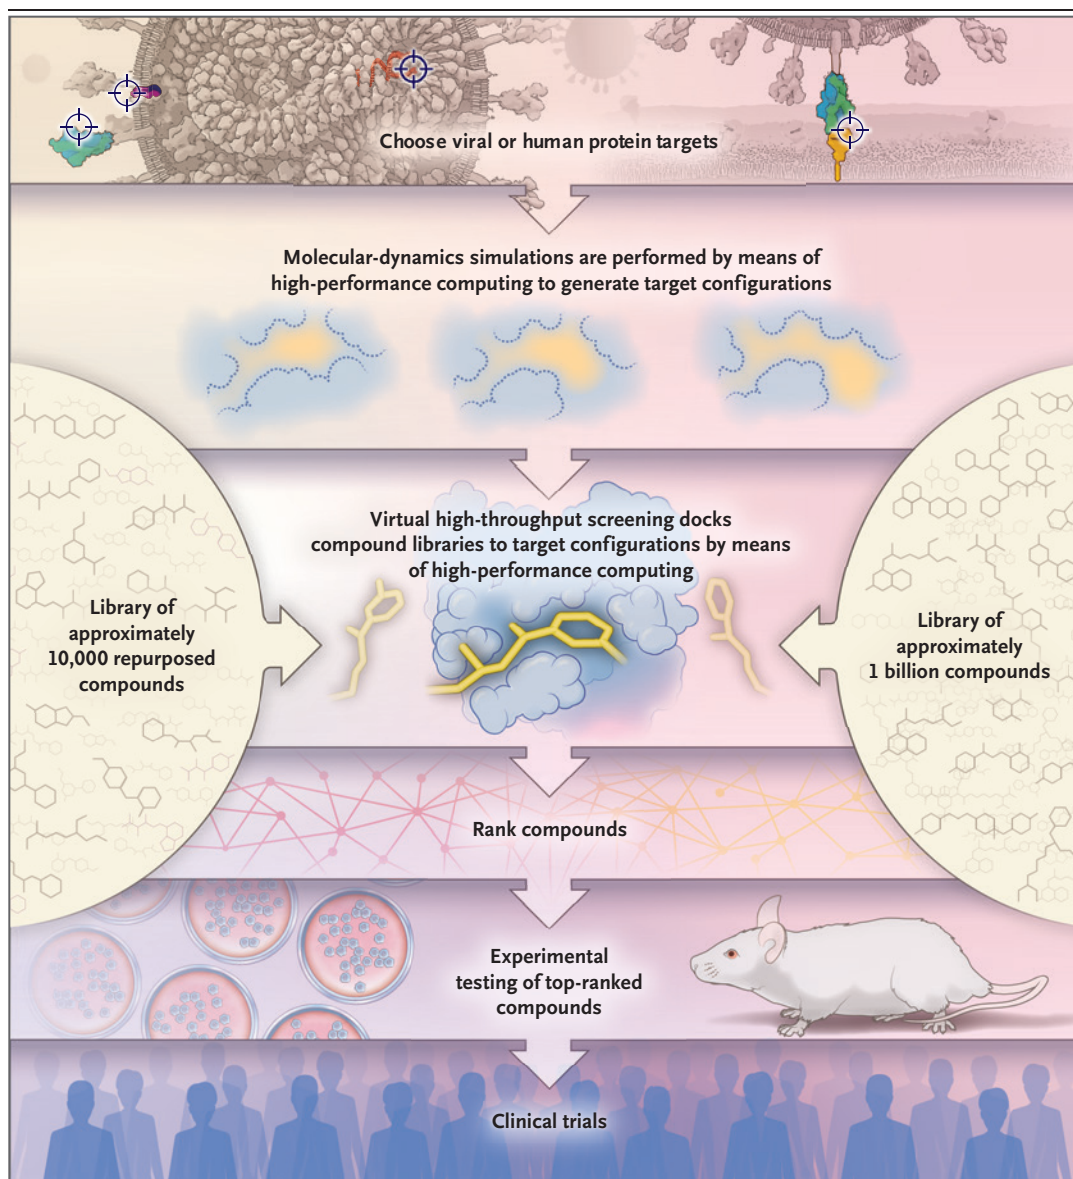 Choose viral or human protein targets
Molecular-dynamics simulations are performed by means of
high-performance computing to generate target configurations
Virtual high-throughput screening docks
compound libraries to target configurations by means
of high-performance computing
Library of
approximately
10,000 repurposed
compounds
Library of
approximately
1 billion compounds
Rank compounds
Experimental
testing of top-ranked
compounds
Clinical trials